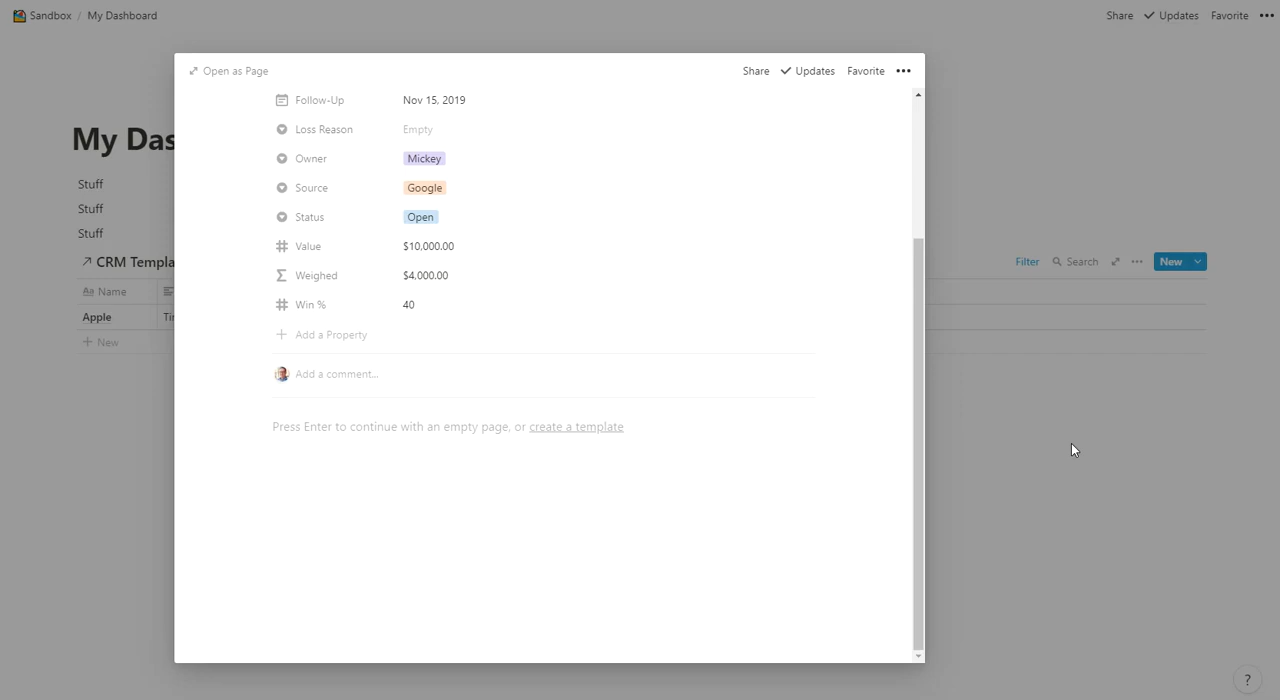 Sandbox / My Dashboard
Share Updates Favorite •••
Open as Page
Share Updates Favorite •••
Follow-Up Nov 15, 2019
Loss Reason Empty
My Das
Owner Mickey
Stuff
Source Google
Stuff
Status Open
Stuff
Value $10,000.00
CRM Templa
Filter Search ••• New
Weighed $4,000.00
Aa Name
Win % 40
Apple
+ New
+ Add a Property
Add a comment...
Press Enter to continue with an empty page, or create a template
?